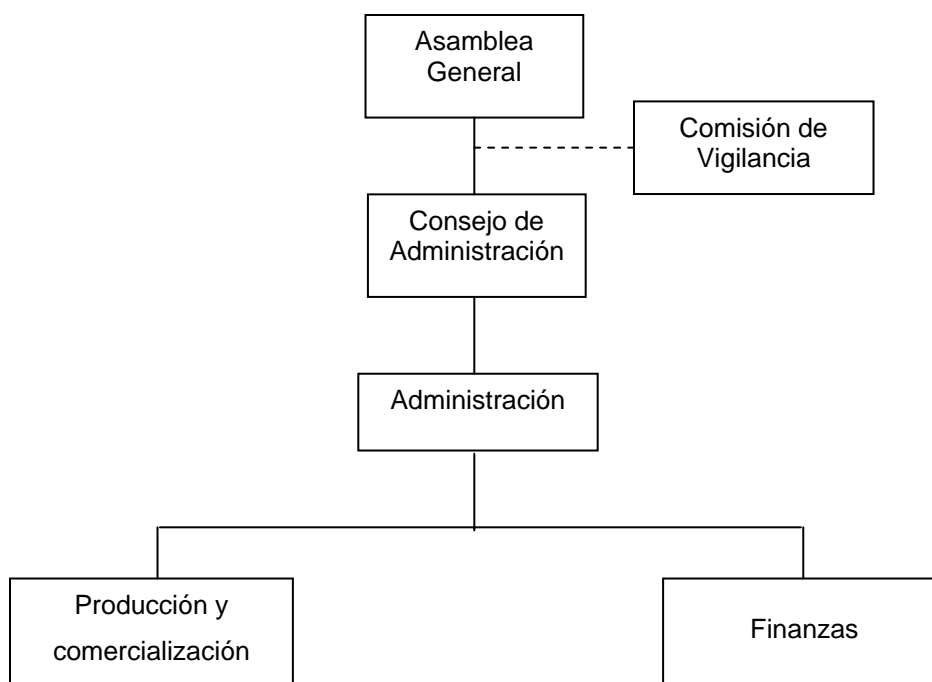 Asamblea
General
Comisión de
Vigilancia
Consejo de
Administración
Administración
Producción y
comercialización
Finanzas